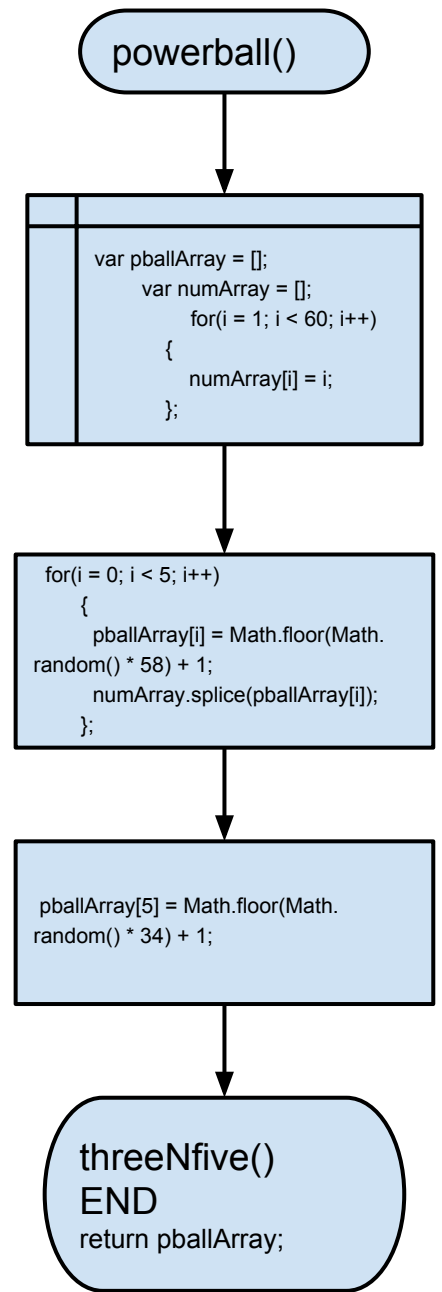 powerball()
var pballArray = [];
var numArray = [];
for(i = 1; i < 60; i++)
{
numArray[i] = i;
};
for(i = 0; i < 5; i++)
{
pballArray[i] = Math.floor(Math.
random() * 58) + 1;
numArray.splice(pballArray[i]);
};
pballArray[5] = Math.floor(Math.
random() * 34) + 1;
threeNfive()
END
return pballArray;